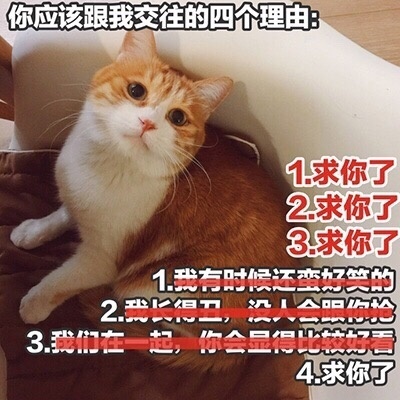 你应该跟我交往的四个理由:
1.求你了
2.求你了
3.求你了
1.我有时候还蛮好笑的
2.我长得丑，没人会跟你抢
3.我们在一起，你会显得比较好看
4.求你了